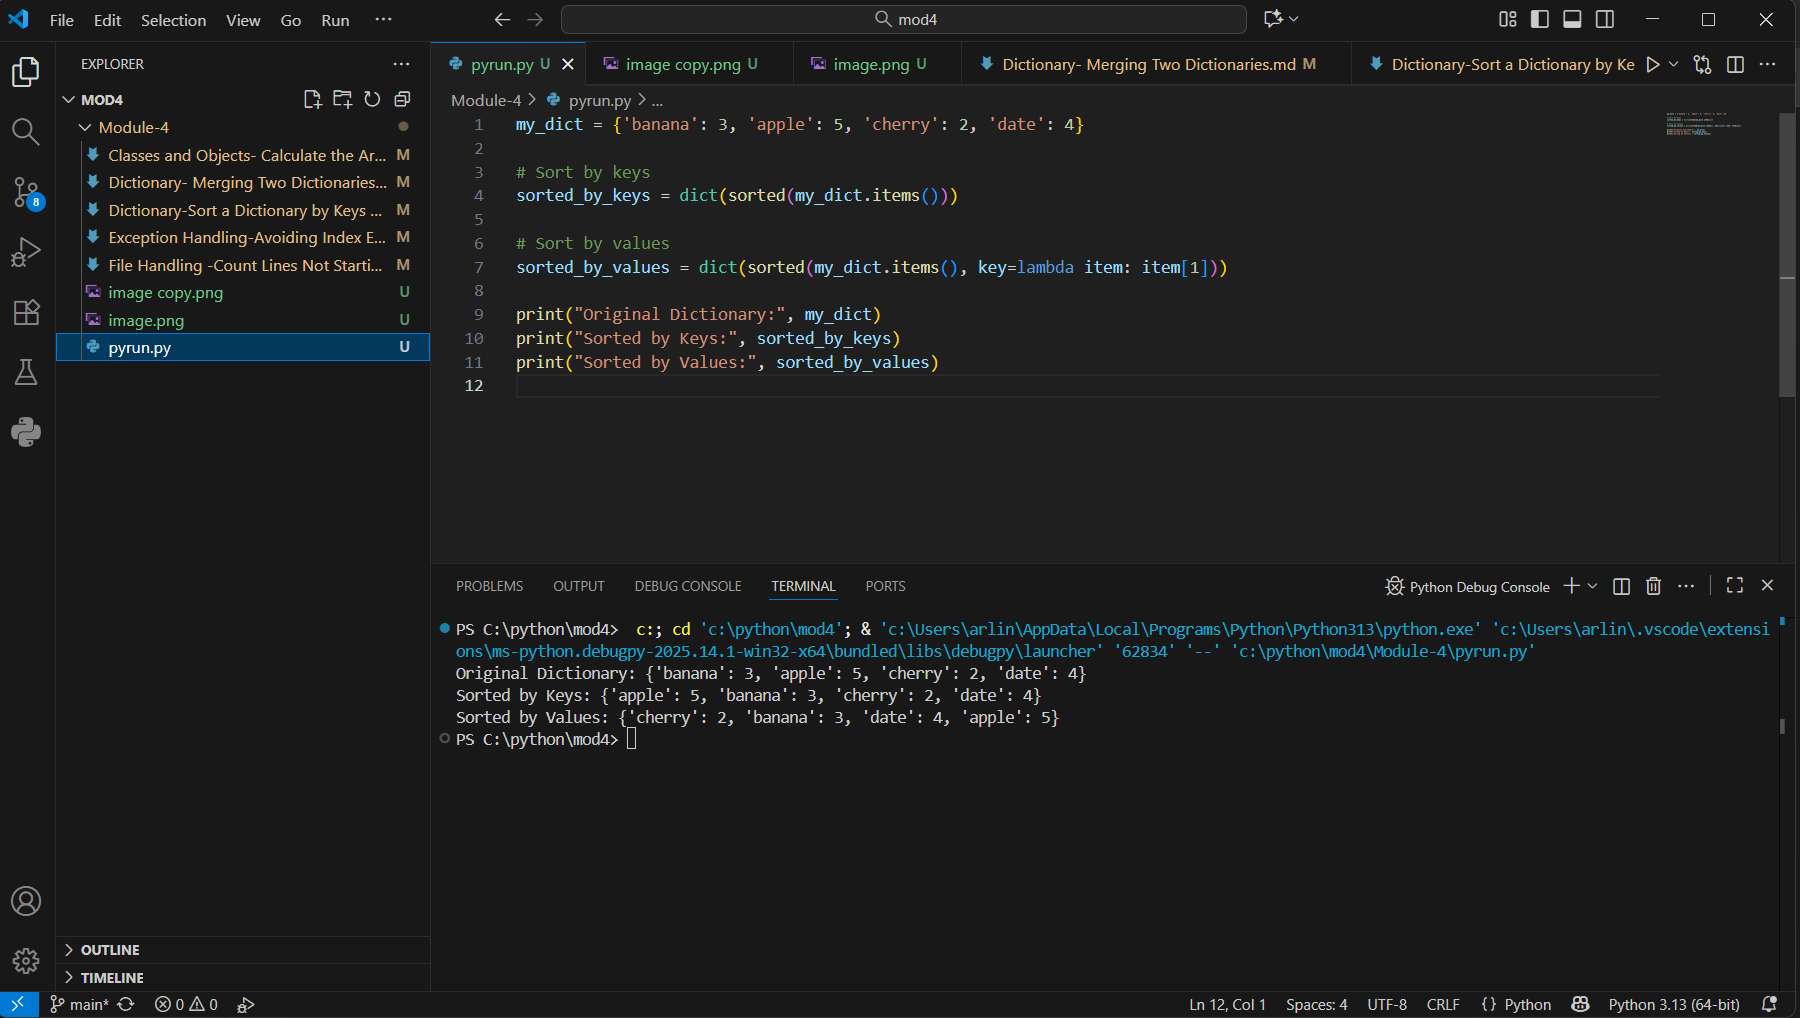 File Edit Selection View Go Run ···
mod4
EXPLORER
MOD4
Module-4
Classes and Objects- Calculate the Ar... M
Dictionary- Merging Two Dictionaries... M
Dictionary-Sort a Dictionary by Keys ... M
Exception Handling-Avoiding Index E... M
File Handling -Count Lines Not Starti... M
image copy.png U
image.png U
pyrun.py U
OUTLINE
TIMELINE
8
pyrun.py U
image copy.png U
image.png U
Dictionary- Merging Two Dictionaries.md M
Dictionary-Sort a Dictionary by Ke
Module-4 > pyrun.py > ...
1 my_dict = {'banana': 3, 'apple': 5, 'cherry': 2, 'date': 4}
2
3 # Sort by keys
4 sorted_by_keys = dict(sorted(my_dict.items()))
5
6 # Sort by values
7 sorted_by_values = dict(sorted(my_dict.items(), key=lambda item: item[1]))
8
9 print("Original Dictionary:", my_dict)
10 print("Sorted by Keys:", sorted_by_keys)
11 print("Sorted by Values:", sorted_by_values)
12
PROBLEMS OUTPUT DEBUG CONSOLE TERMINAL PORTS
Python Debug Console
PS C:\python\mod4>  c:; cd 'c:\python\mod4'; & 'c:\Users\arlin\AppData\Local\Programs\Python\Python313\python.exe' 'c:\Users\arlin\.vscode\extensi
ons\ms-python.debugpy-2025.14.1-win32-x64\bundled\libs\debugpy\launcher' '62834' '--' 'c:\python\mod4\Module-4\pyrun.py'
Original Dictionary: {'banana': 3, 'apple': 5, 'cherry': 2, 'date': 4}
Sorted by Keys: {'apple': 5, 'banana': 3, 'cherry': 2, 'date': 4}
Sorted by Values: {'cherry': 2, 'banana': 3, 'date': 4, 'apple': 5}
PS C:\python\mod4>
main* 0 0
Ln 12, Col 1 Spaces: 4 UTF-8 CRLF {} Python Python 3.13 (64-bit)